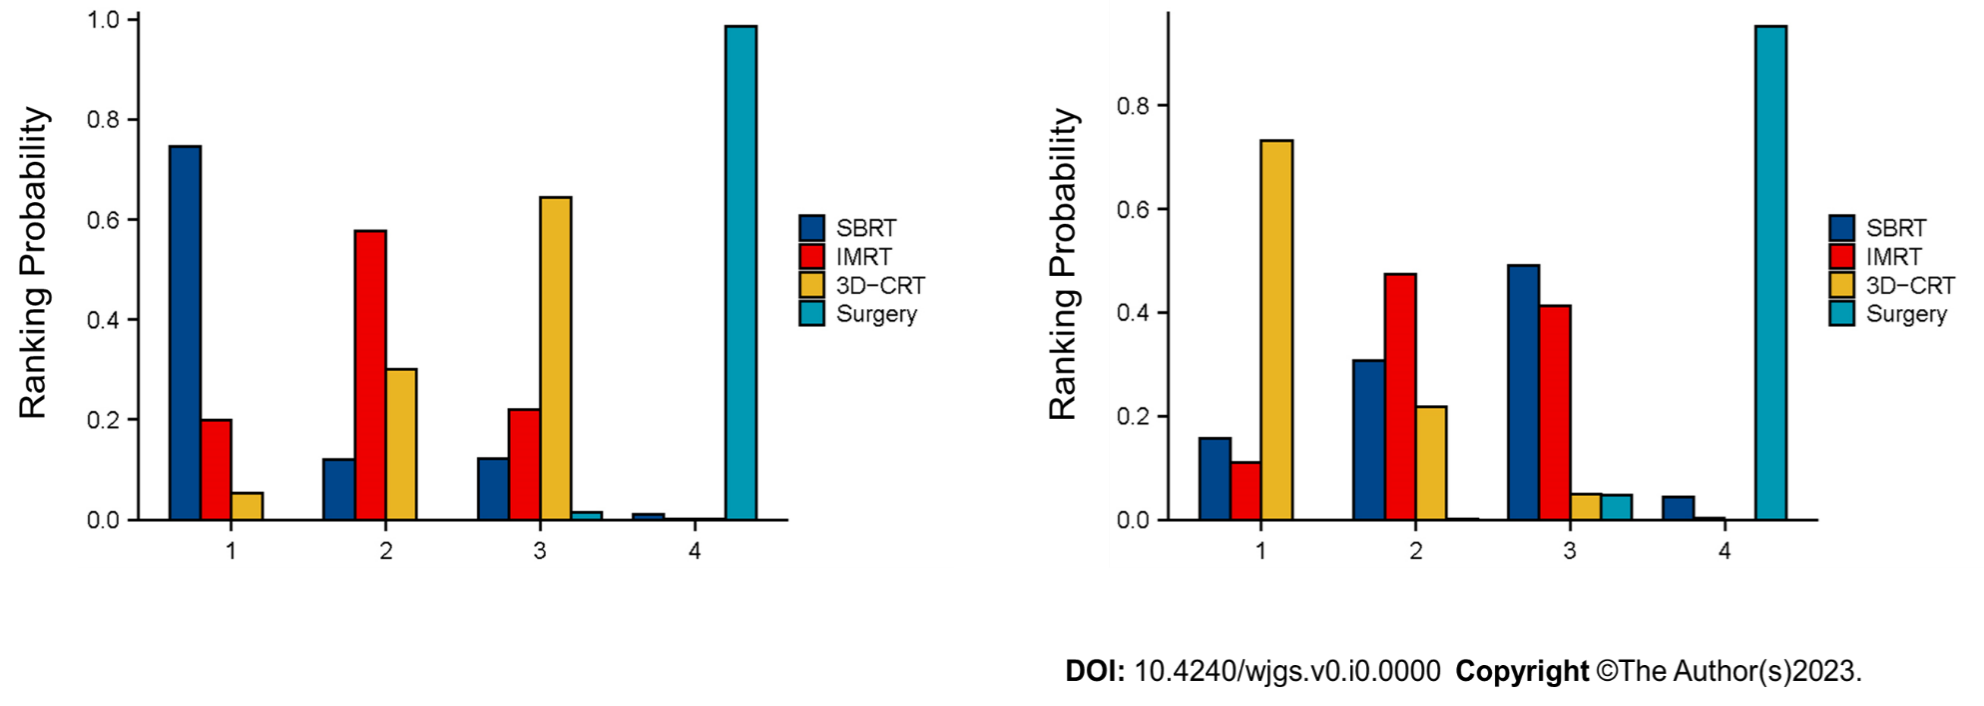 Ranking Probability
1.0
0.8
0.6
0.4
0.2
0.0
1 2 3 4
SBRT
IMRT
3D−CRT
Surgery
Ranking Probability
0.8
0.6
0.4
0.2
0.0
1 2 3 4
SBRT
IMRT
3D−CRT
Surgery
DOI: 10.4240/wjgs.v0.i0.0000 Copyright ©The Author(s)2023.